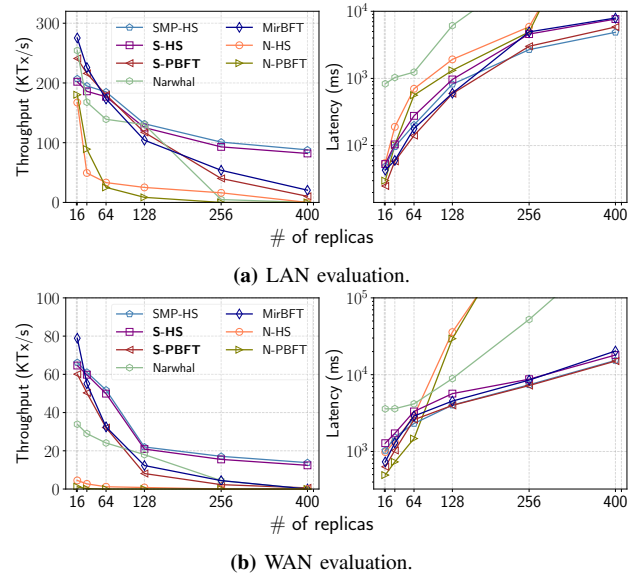 Throughput (KTx/s)
300
200
100
0
SMP-HS
S-HS
S-PBFT
Narwhal
MirBFT
N-HS
N-PBFT
16 64 128 256 400
# of replicas
Latency (ms)
10^4
10^3
10^2
16 64 128 256 400
(a) LAN evaluation.
Throughput (KTx/s)
100
80
60
40
20
0
SMP-HS
S-HS
S-PBFT
Narwhal
MirBFT
N-HS
N-PBFT
16 64 128 256 400
# of replicas
Latency (ms)
10^5
10^4
10^3
16 64 128 256 400
(b) WAN evaluation.